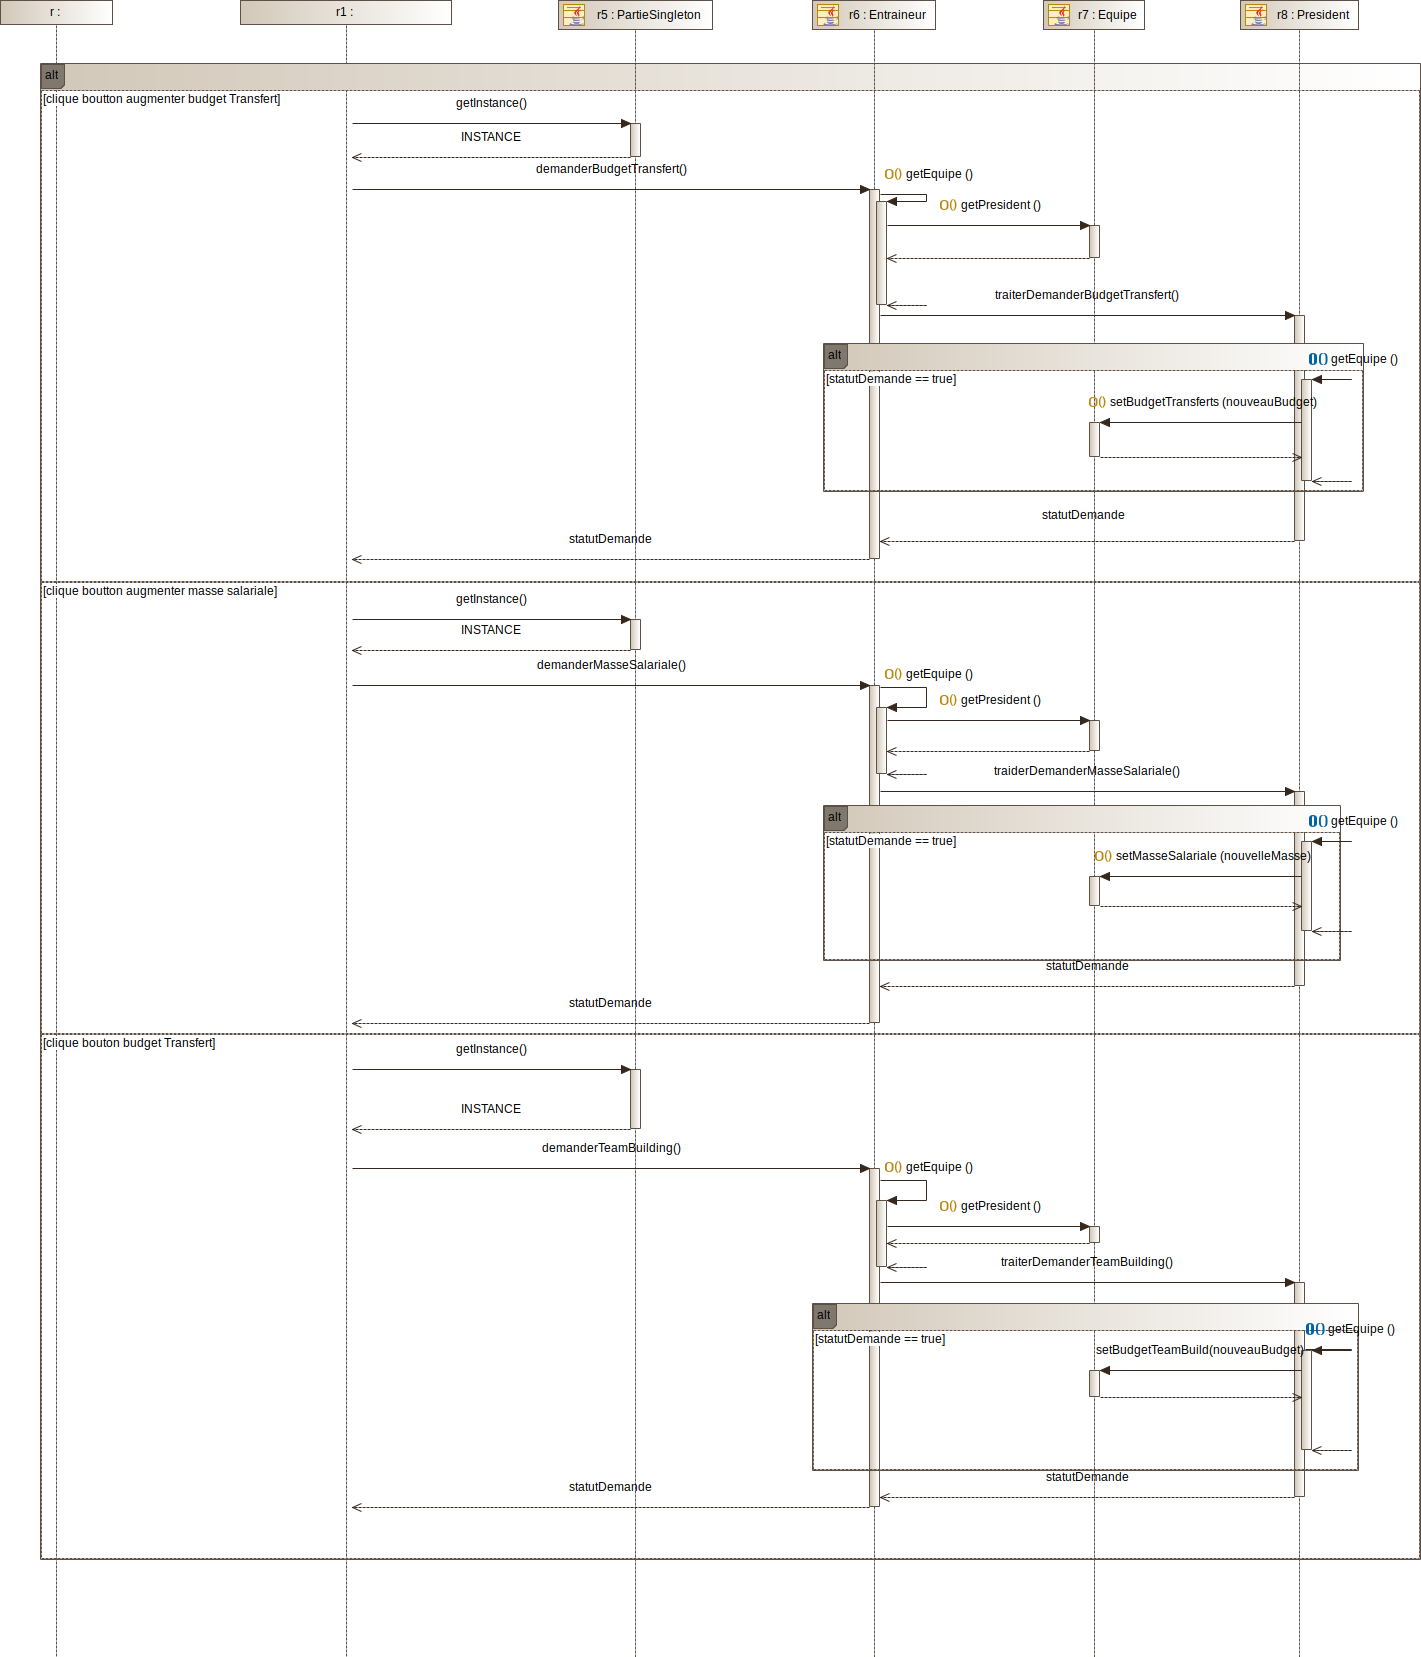 r :
r1 :
r5 : PartieSingleton
r6 : Entraineur
r7 : Equipe
r8 : President
alt
[clique boutton augmenter budget Transfert]
getInstance()
INSTANCE
demanderBudgetTransfert()
O() getEquipe ()
O() getPresident ()
traiterDemanderBudgetTransfert()
alt
O() getEquipe ()
[statutDemande == true]
O() setBudgetTransferts (nouveauBudget)
statutDemande
statutDemande
[clique boutton augmenter masse salariale]
getInstance()
INSTANCE
demanderMasseSalariale()
O() getEquipe ()
O() getPresident ()
traiderDemanderMasseSalariale()
alt
O() getEquipe ()
[statutDemande == true]
O() setMasseSalariale (nouvelleMasse)
statutDemande
statutDemande
[clique bouton budget Transfert]
getInstance()
INSTANCE
demanderTeamBuilding()
O() getEquipe ()
O() getPresident ()
traiterDemanderTeamBuilding()
alt
O() getEquipe ()
[statutDemande == true]
setBudgetTeamBuild(nouveauBudget)
statutDemande
statutDemande